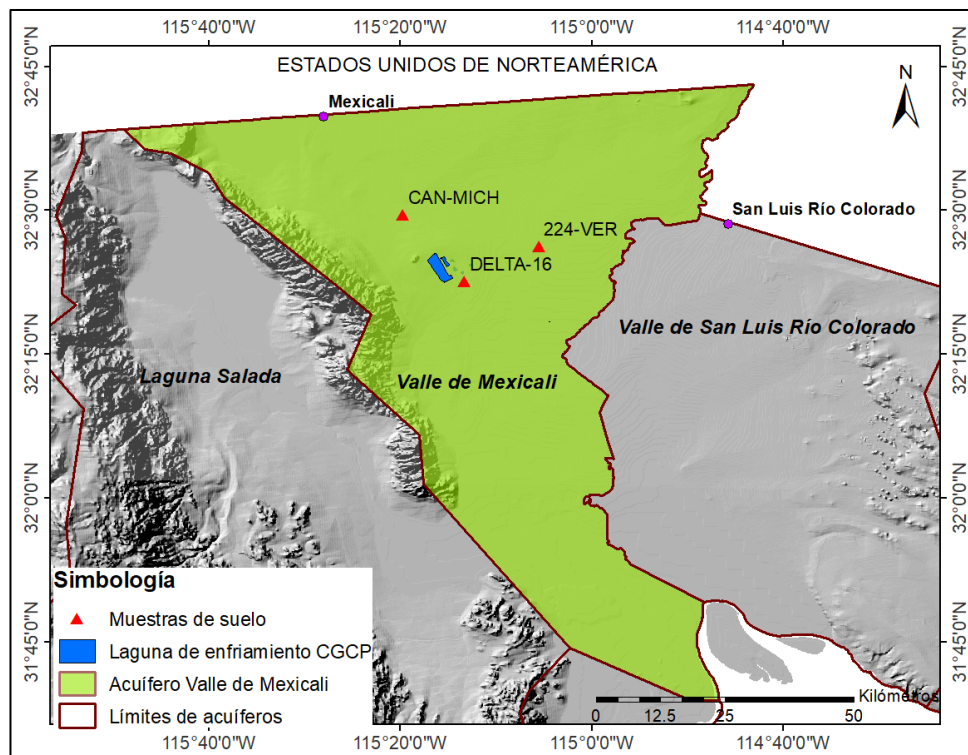 115°40'0"W 115°20'0"W 115°0'0"W 114°40'0"W
32°45'0"N 32°45'0"N
ESTADOS UNIDOS DE NORTEAMÉRICA
N
Mexicali
CAN-MICH
32°30'0"N 32°30'0"N
San Luis Río Colorado
224-VER
DELTA-16
Valle de San Luis Río Colorado
32°15'0"N 32°15'0"N
Laguna Salada
Valle de Mexicali
32°0'0"N 32°0'0"N
Simbología
Muestras de suelo
Laguna de enfriamiento CGCP
Acuífero Valle de Mexicali
Límites de acuíferos
31°45'0"N 31°45'0"N
Kilómetros
0 12.5 25 50
115°40'0"W 115°20'0"W 115°0'0"W 114°40'0"W